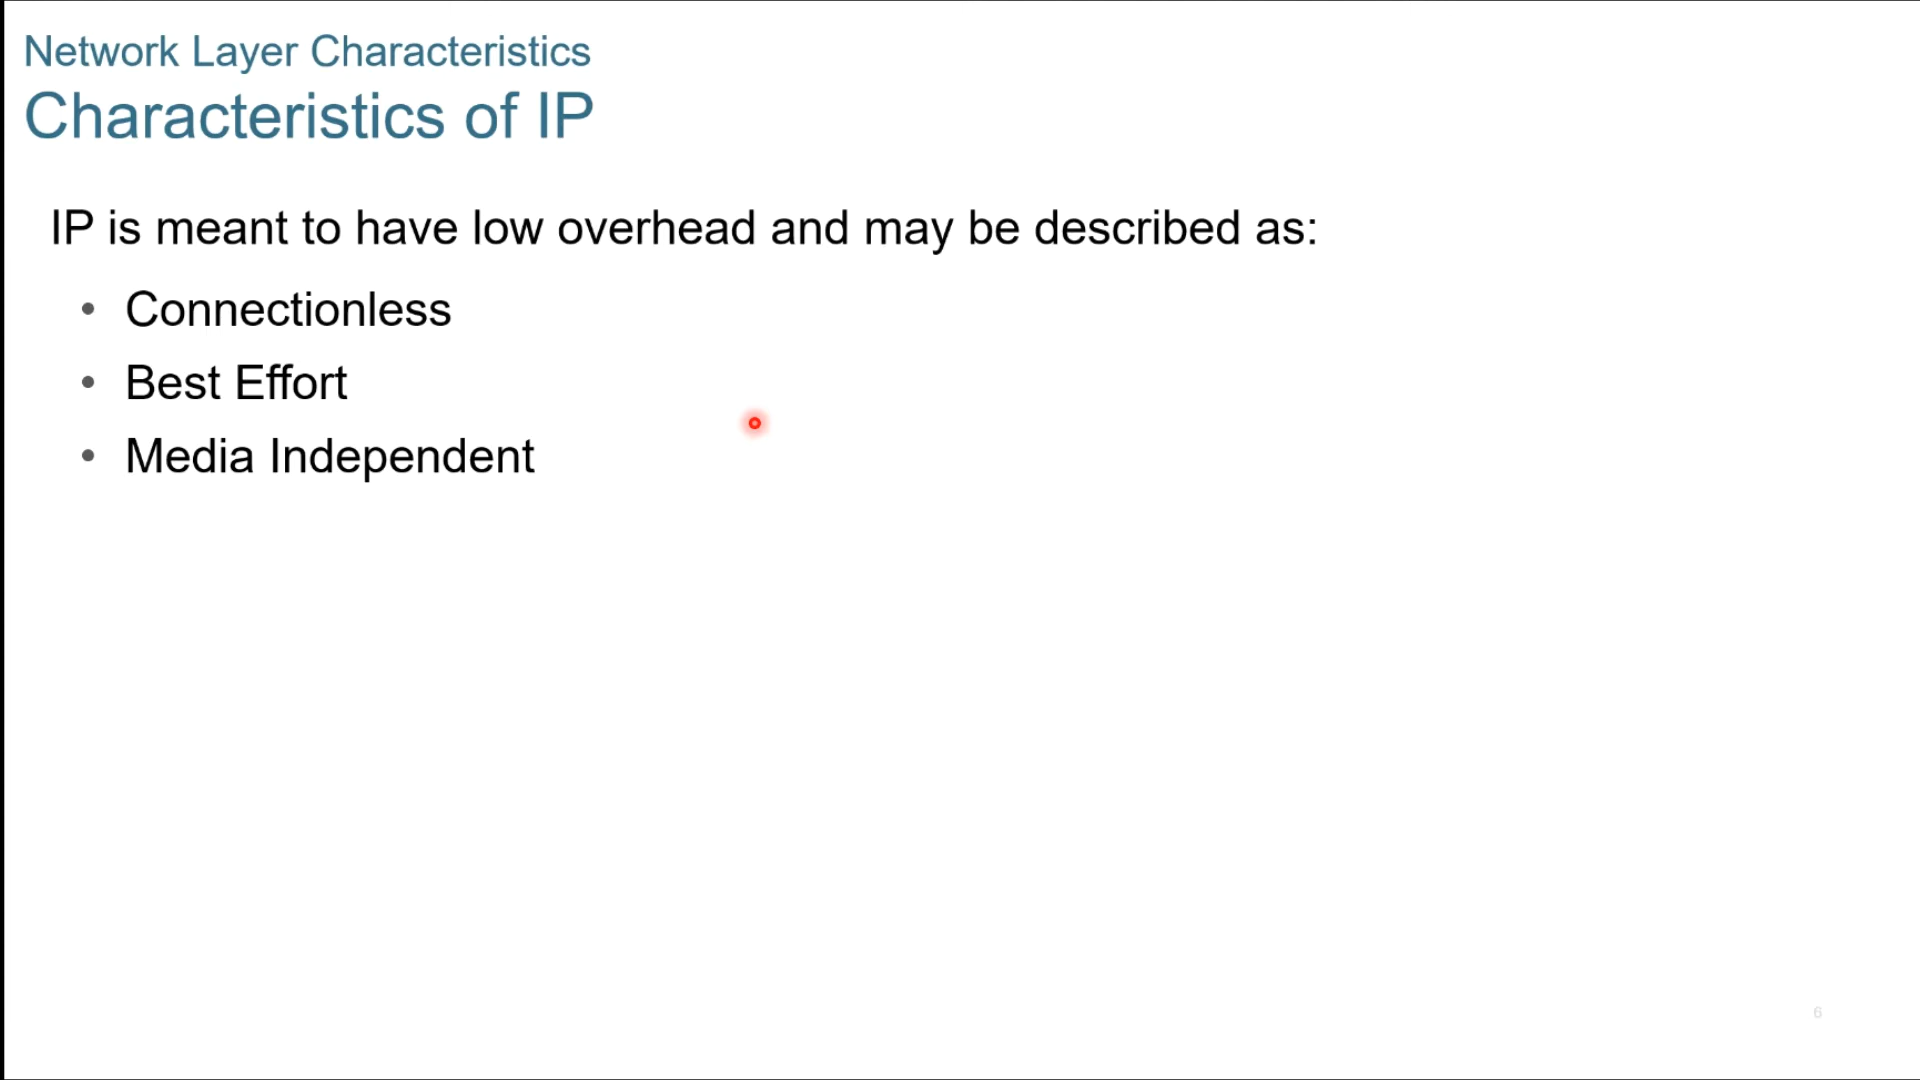 Network Layer Characteristics
Characteristics of IP
IP is meant to have low overhead and may be described as:
• Connectionless
• Best Effort
• Media Independent
6